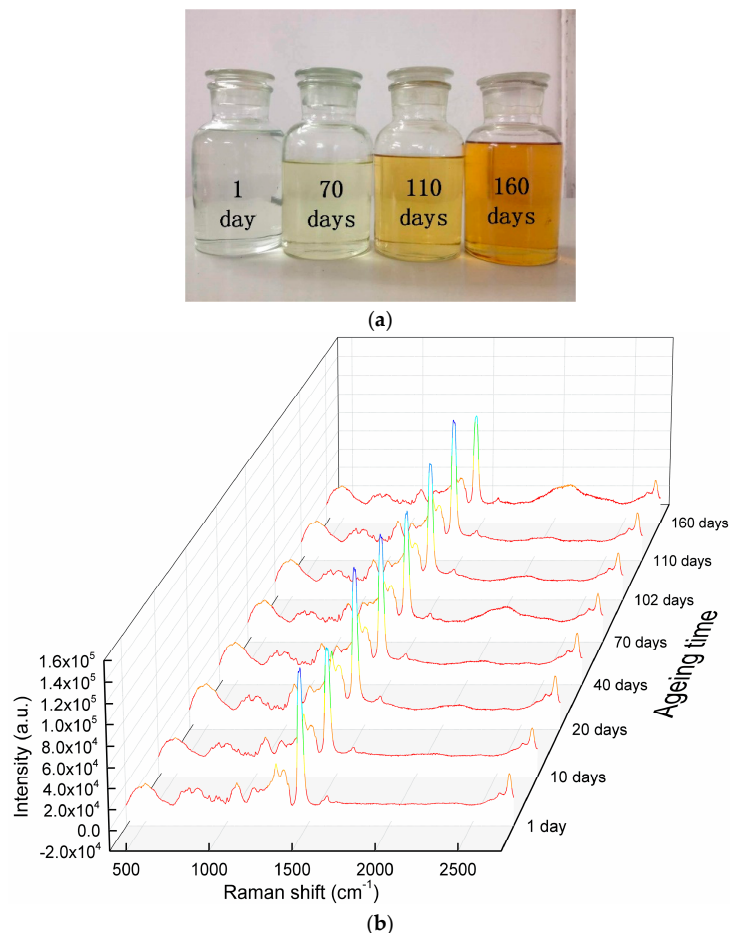 1
day
70
days
110
days
160
days
(a)
1.6x10⁵
1.4x10⁵
1.2x10⁵
1.0x10⁵
8.0x10⁴
6.0x10⁴
4.0x10⁴
2.0x10⁴
0.0
-2.0x10⁴
Intensity (a.u.)
500 1000 1500 2000 2500
Raman shift (cm⁻¹)
160 days
110 days
102 days
70 days
40 days
20 days
10 days
1 day
Ageing time
(b)